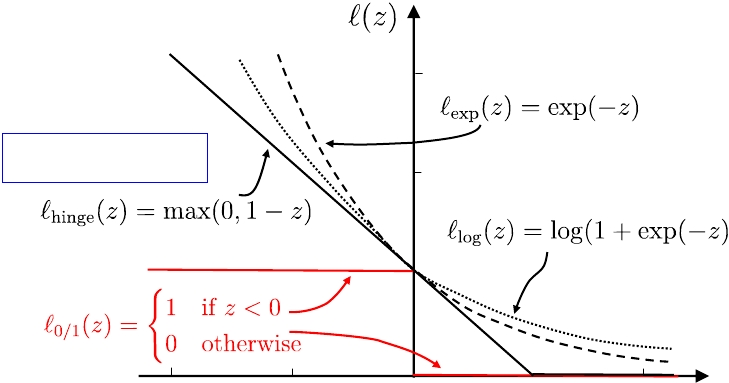 ℓ(z)
ℓ_exp(z) = exp(−z)
ℓ_hinge(z) = max(0, 1 − z)
ℓ_log(z) = log(1 + exp(−z)
ℓ_0/1(z) = { 1 if z < 0
0 otherwise